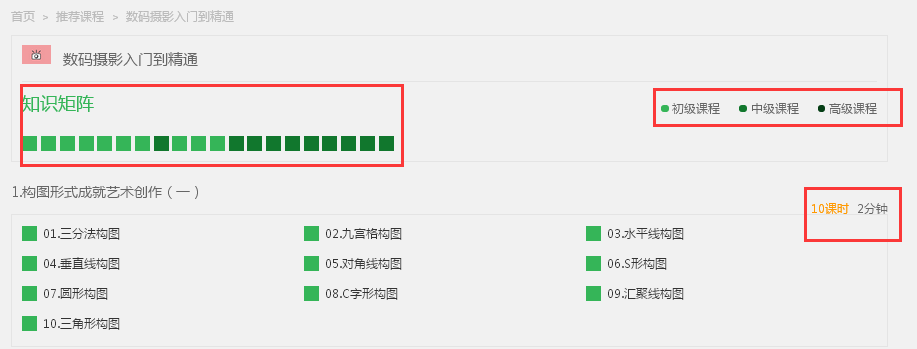 首页 > 推荐课程 > 数码摄影入门到精通
数码摄影入门到精通
知识矩阵
初级课程 中级课程 高级课程
1.构图形式成就艺术创作（一）
10课时 2分钟
01.三分法构图 02.九宫格构图 03.水平线构图
04.垂直线构图 05.对角线构图 06.S形构图
07.圆形构图 08.C字形构图 09.汇聚线构图
10.三角形构图